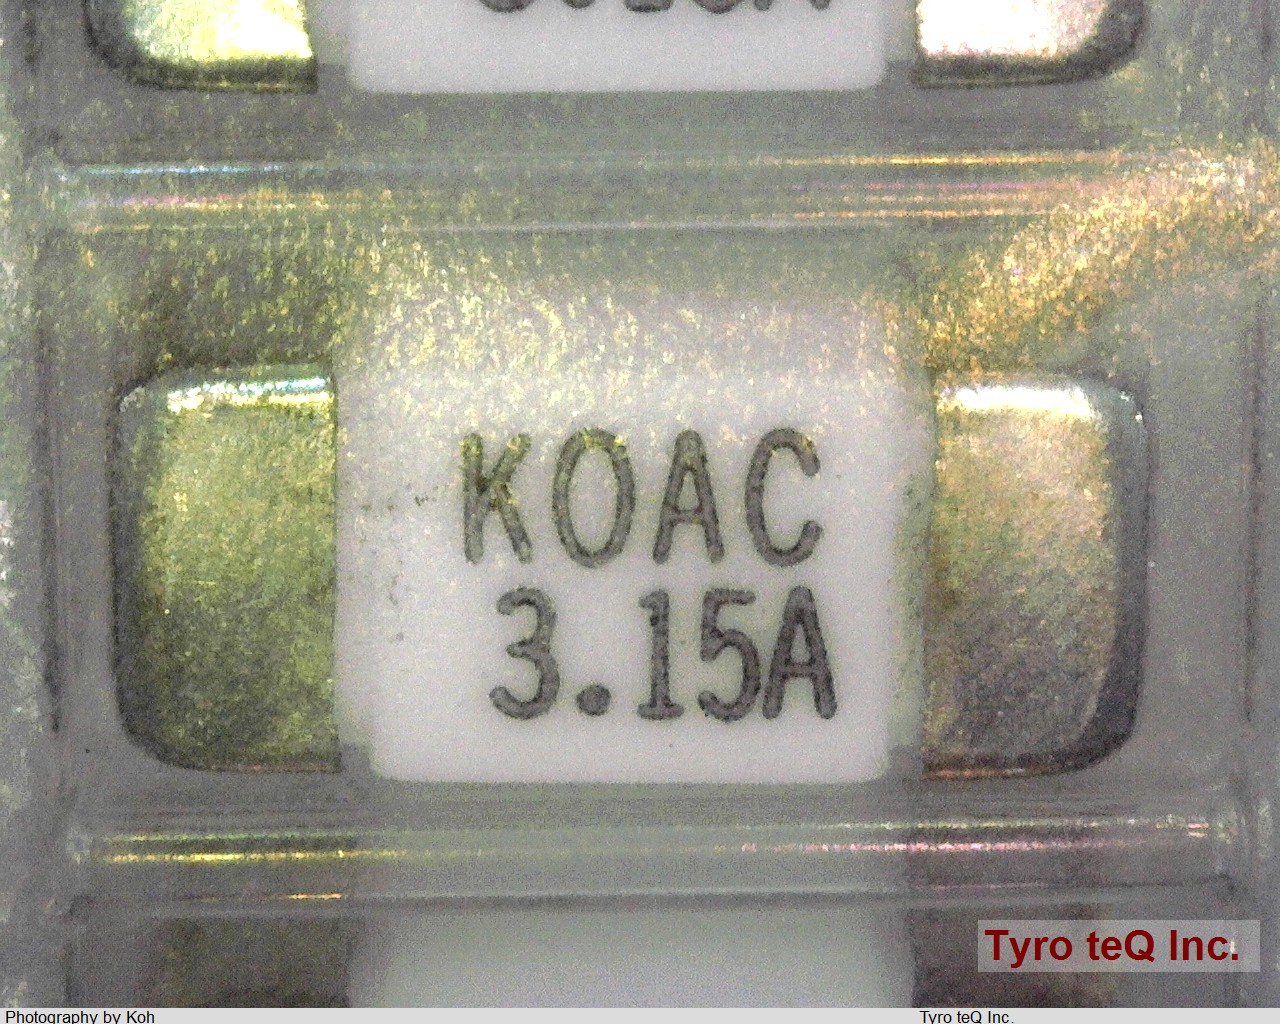 KOAC
3.15A
Tyro teQ Inc.
Photography by Koh
Tyro teQ Inc.